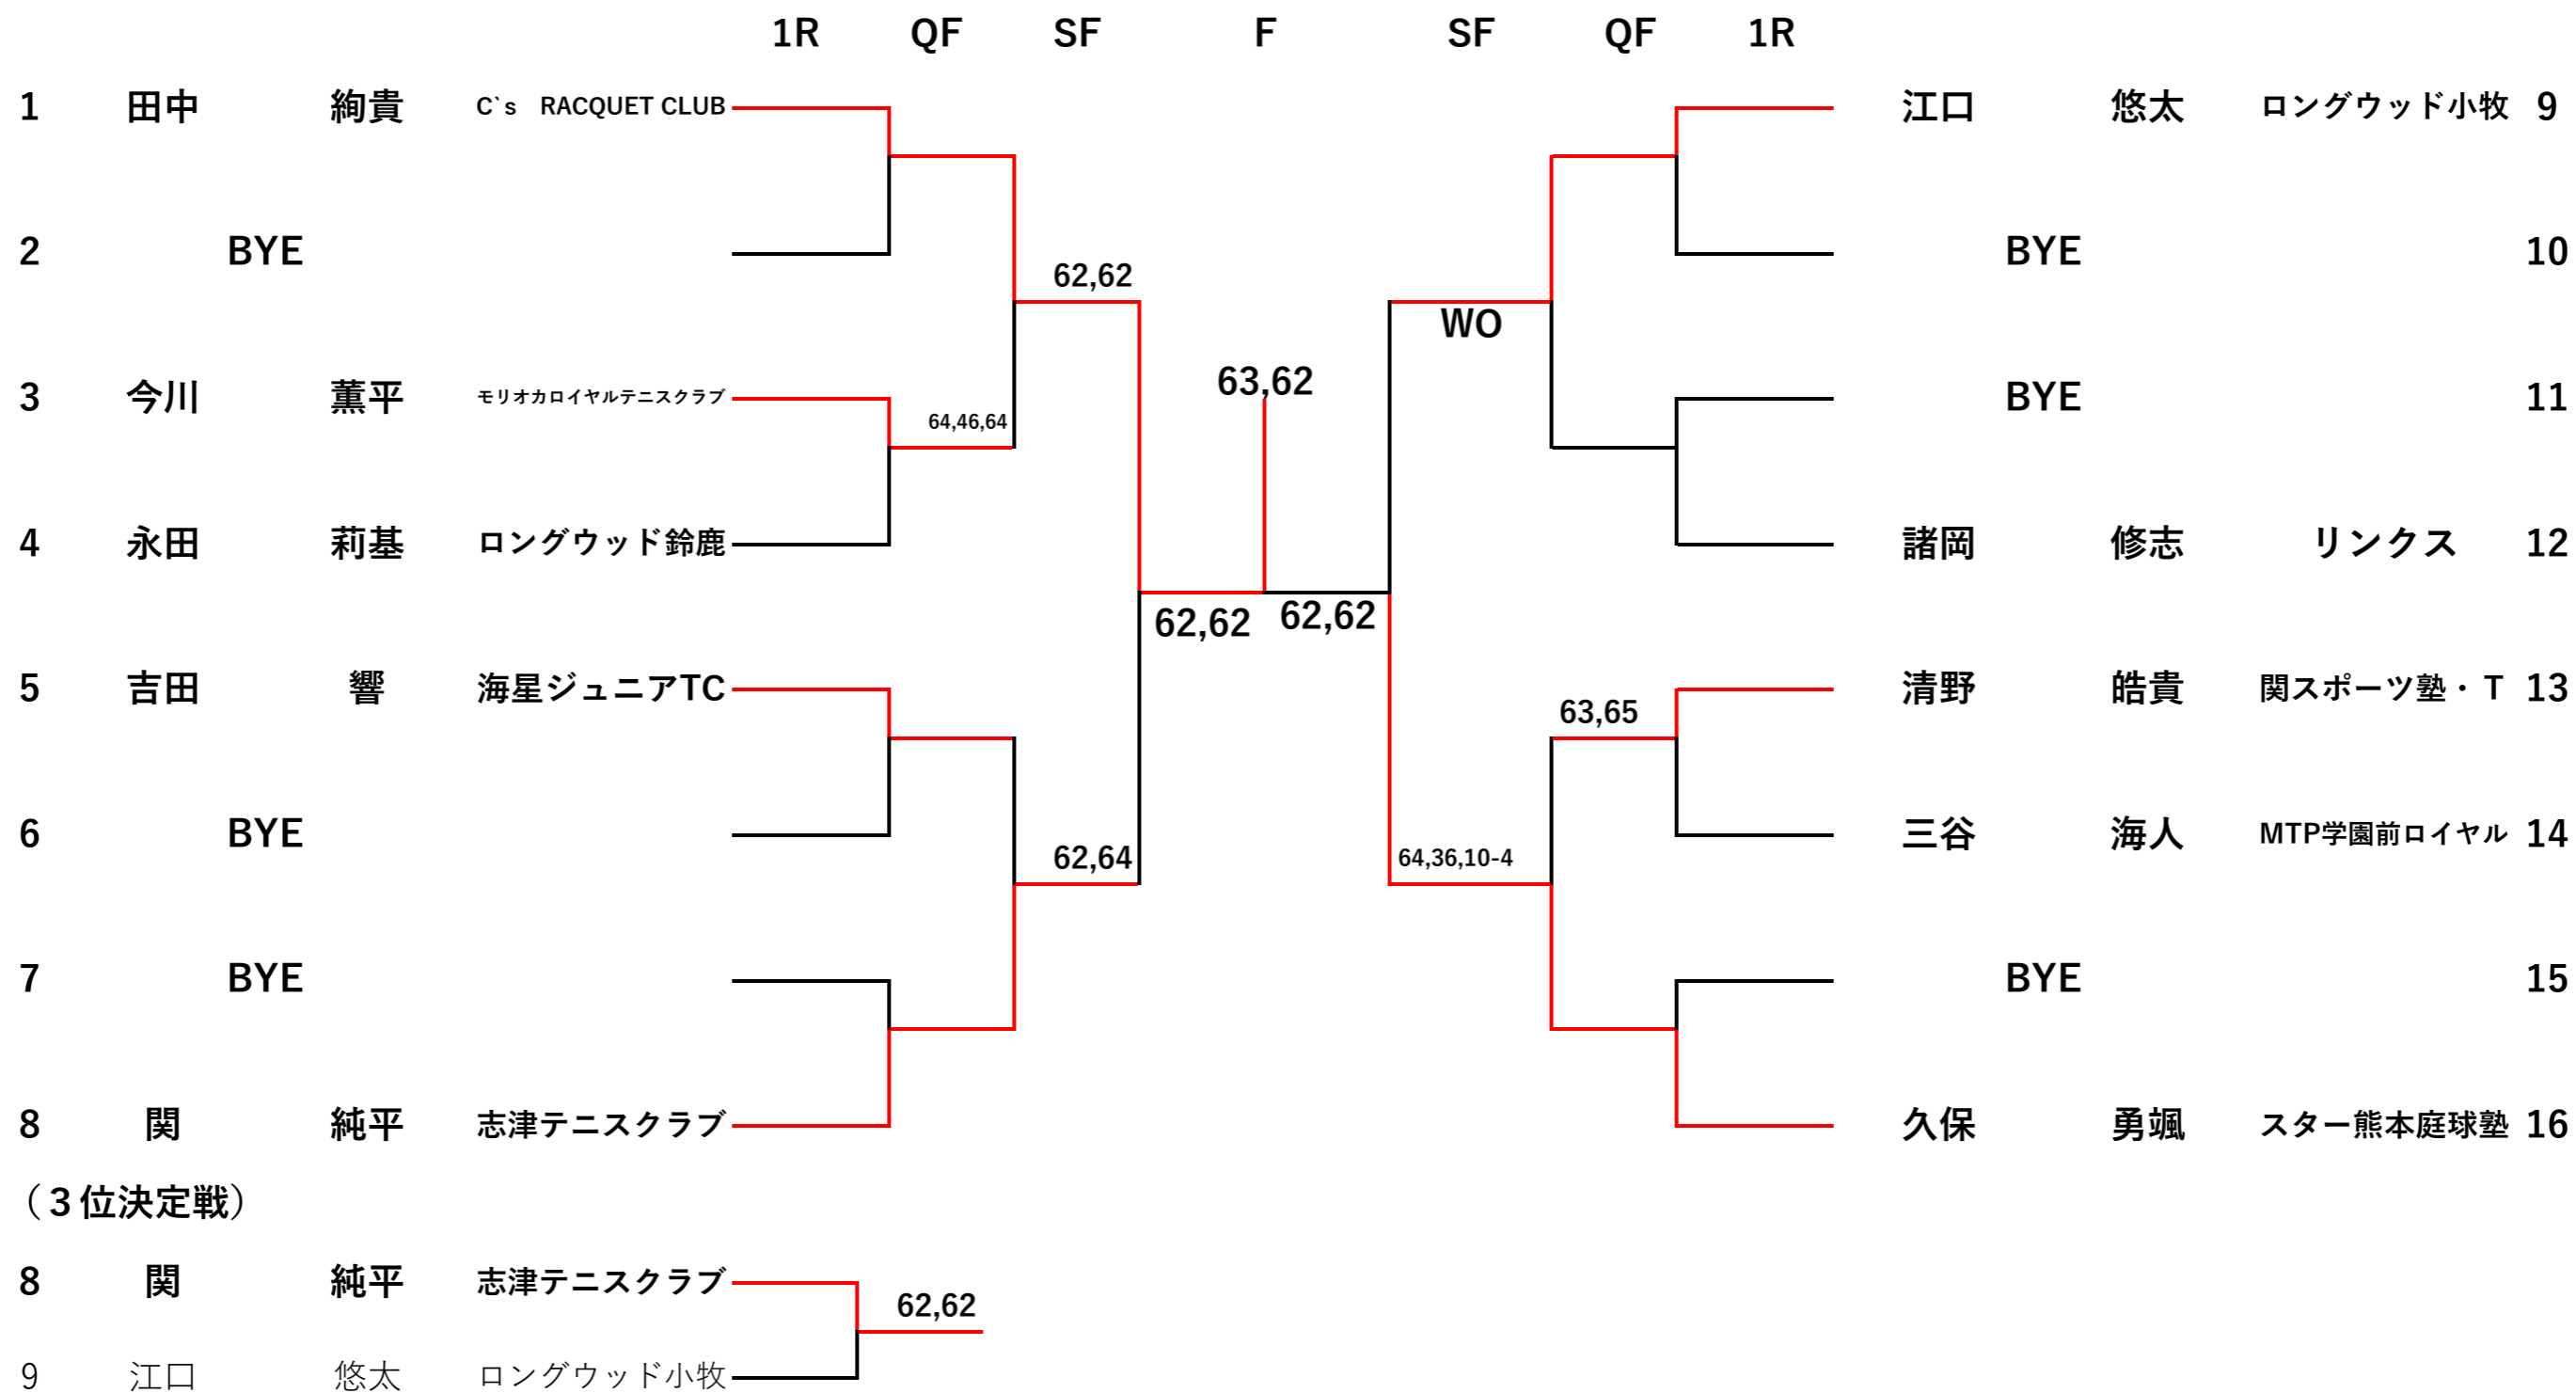 1R QF SF F SF QF 1R
1 田中 絢貴 C`s RACQUET CLUB 江口 悠太 ロングウッド小牧 9
2 BYE BYE 10
62,62
WO
63,62
3 今川 薫平 モリオカロイヤルテニスクラブ BYE 11
64,46,64
4 永田 莉基 ロングウッド鈴鹿 諸岡 修志 リンクス 12
62,62 62,62
5 吉田 響 海星ジュニアTC 清野 皓貴 関スポーツ塾・T 13
63,65
6 BYE 三谷 海人 MTP学園前ロイヤル 14
62,64 64,36,10-4
7 BYE BYE 15
8 関 純平 志津テニスクラブ 久保 勇颯 スター熊本庭球塾 16
（３位決定戦）
8 関 純平 志津テニスクラブ
62,62
9 江口 悠太 ロングウッド小牧